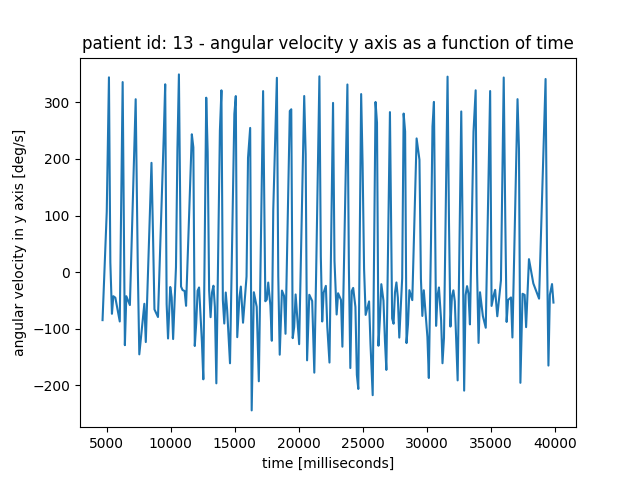 patient id: 13 - angular velocity y axis as a function of time
angular velocity in y axis [deg/s]
300
200
100
0
−100
−200
5000 10000 15000 20000 25000 30000 35000 40000
time [milliseconds]